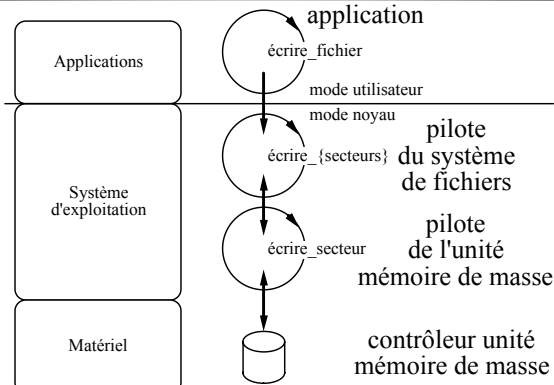 application
écrire_fichier
Applications
mode utilisateur
mode noyau
écrire_{secteurs}
pilote
du système
de fichiers
Système
d'exploitation
écrire_secteur
pilote
de l'unité
mémoire de masse
Matériel
contrôleur unité
mémoire de masse